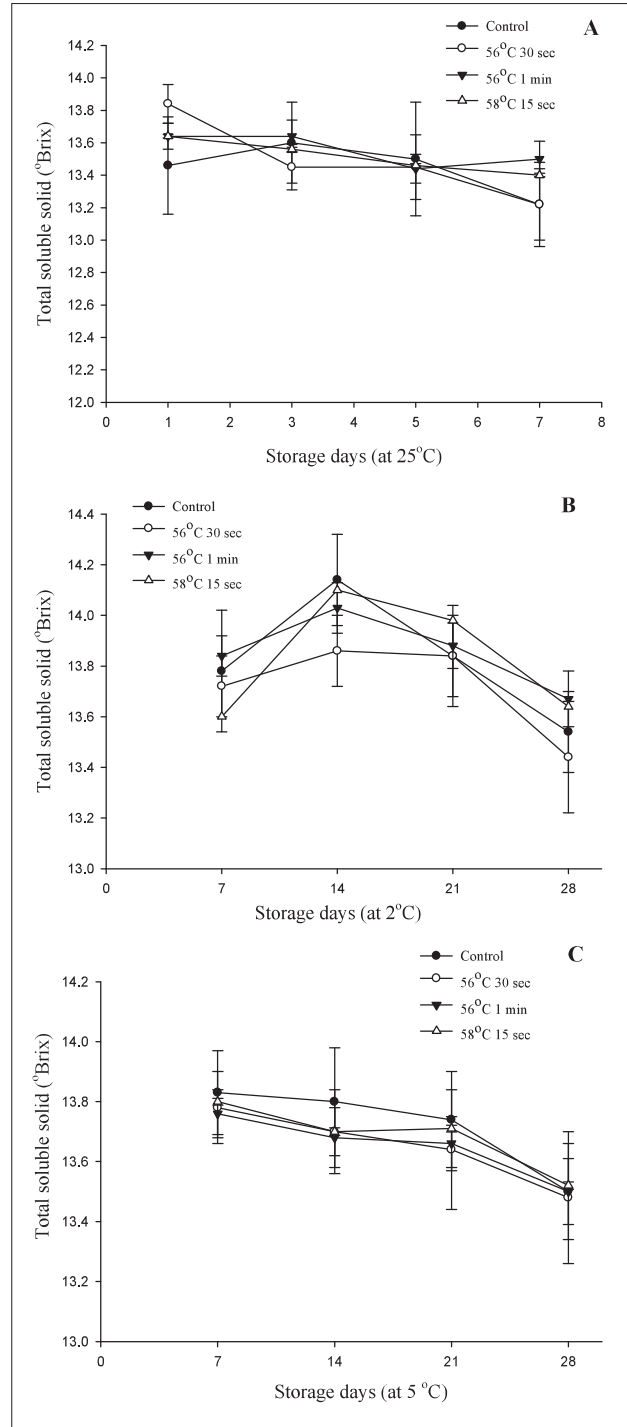 A
Control
56°C 30 sec
56°C 1 min
58°C 15 sec
14.2
14.0
13.8
13.6
13.4
13.2
13.0
12.8
12.6
12.4
12.2
12.0
Total soluble solid (°Brix)
0 1 2 3 4 5 6 7 8
Storage days (at 25°C)
B
Control
56°C 30 sec
56°C 1 min
58°C 15 sec
14.4
14.2
14.0
13.8
13.6
13.4
13.2
13.0
Total soluble solid (°Brix)
0 7 14 21 28
Storage days (at 2°C)
C
Control
56°C 30 sec
56°C 1 min
58°C 15 sec
14.2
14.0
13.8
13.6
13.4
13.2
13.0
Total soluble solid (°Brix)
0 7 14 21 28
Storage days (at 5 °C)